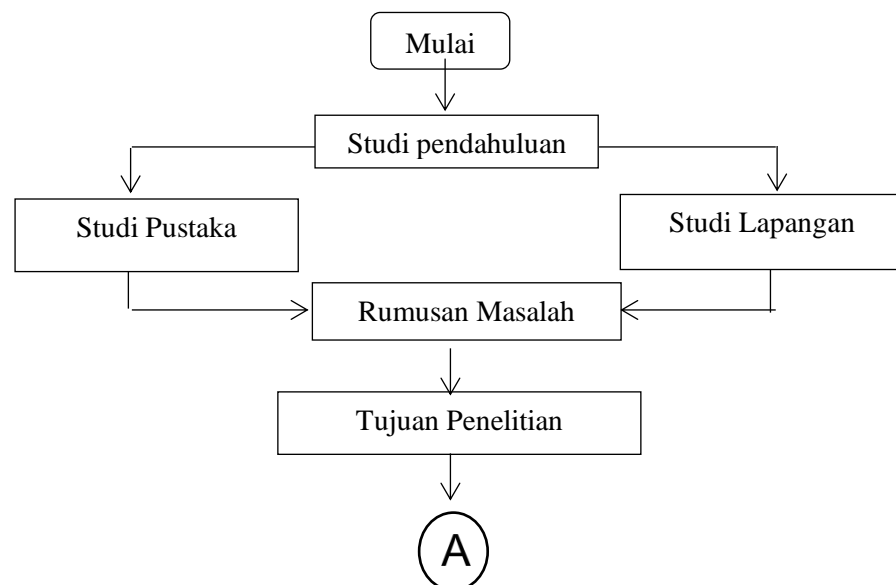 Mulai
Studi pendahuluan
Studi Pustaka
Studi Lapangan
Rumusan Masalah
Tujuan Penelitian
A